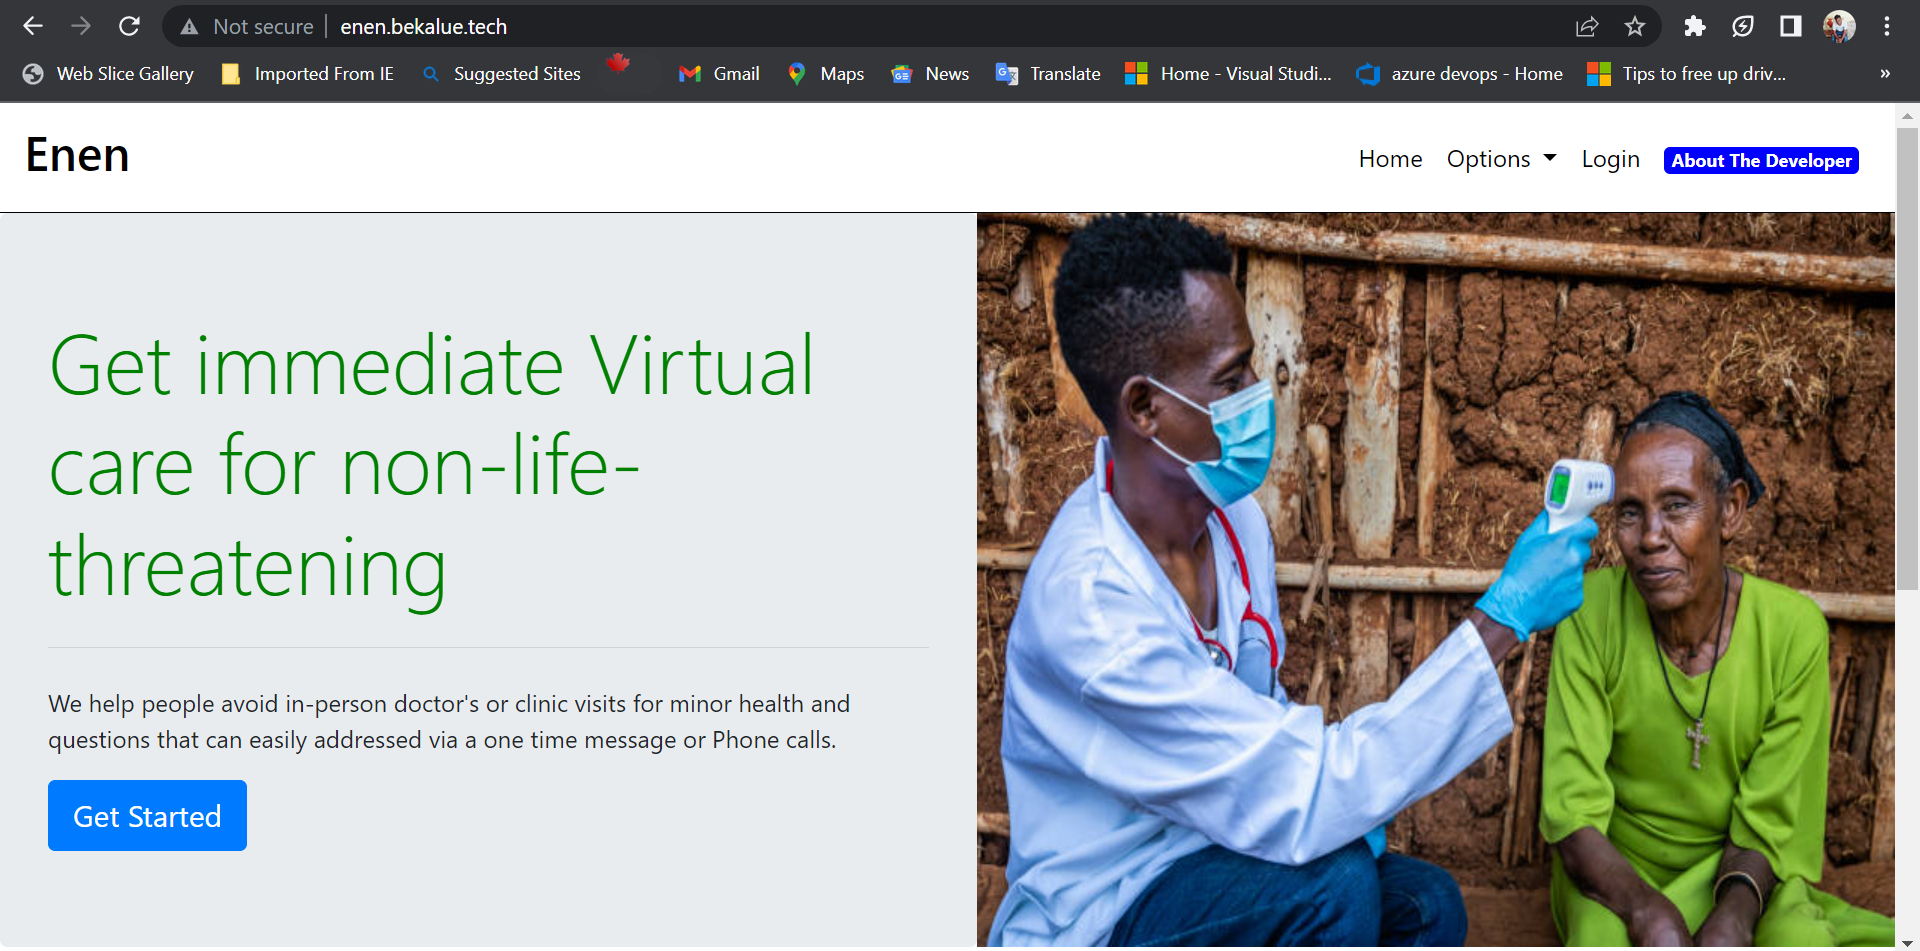 Not secure | enen.bekalue.tech
Web Slice Gallery Imported From IE Suggested Sites Gmail Maps News Translate Home - Visual Studi... azure devops - Home Tips to free up driv... »
Enen
Home Options Login About The Developer
Get immediate Virtual
care for non-life-
threatening
We help people avoid in-person doctor's or clinic visits for minor health and
questions that can easily addressed via a one time message or Phone calls.
Get Started